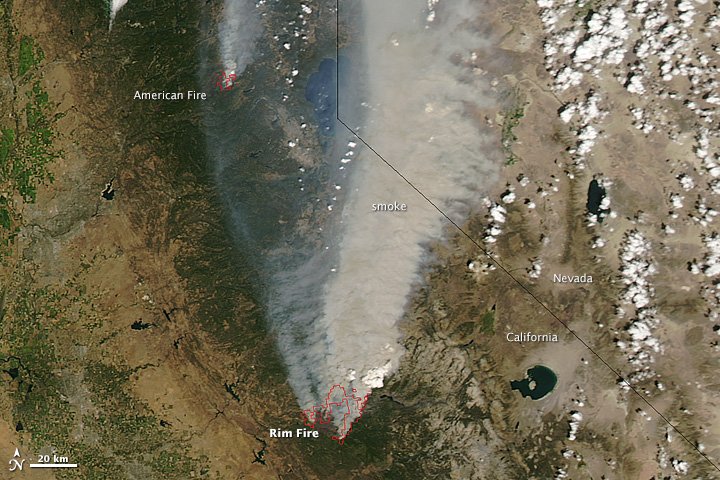 American Fire
smoke
Nevada
California
Rim Fire
N
20 km